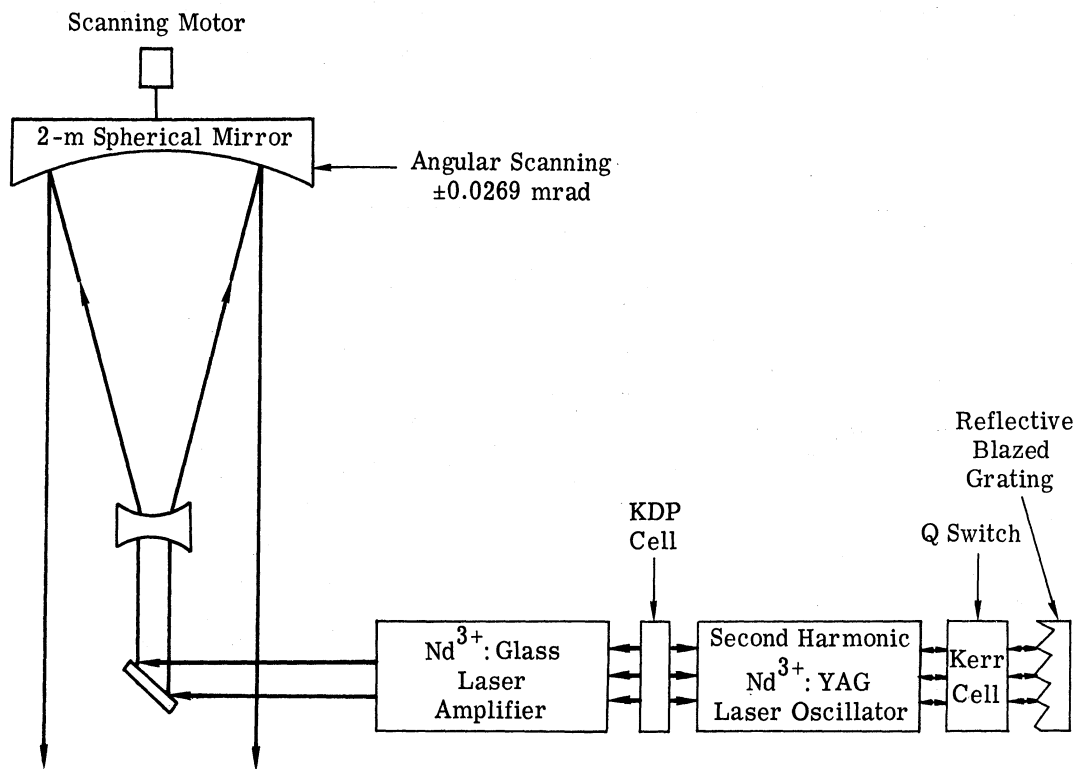 Scanning Motor
2-m Spherical Mirror
Angular Scanning
±0.0269 mrad
Reflective
Blazed
Grating
KDP
Cell
Q Switch
Nd³⁺: Glass
Laser
Amplifier
Second Harmonic
Nd³⁺: YAG
Laser Oscillator
Kerr
Cell